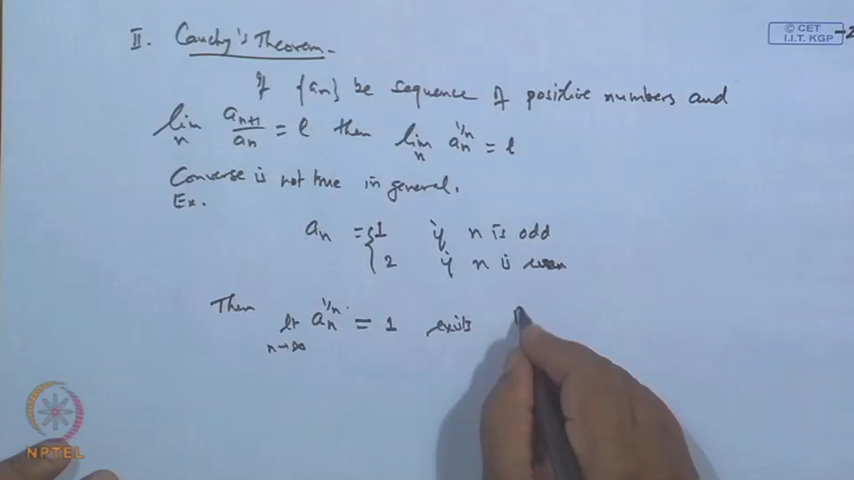 © CET
I.I.T. KGP
II. Cauchy's Theorem.
If {an} be sequence of positive numbers and
lim n an+1/an = l then lim n an^1/n = l
Converse is not true in general.
Ex.
an = { 1 if n is odd
2 if n is even
Then lt n→∞ an^1/n = 1 exists
NPTEL